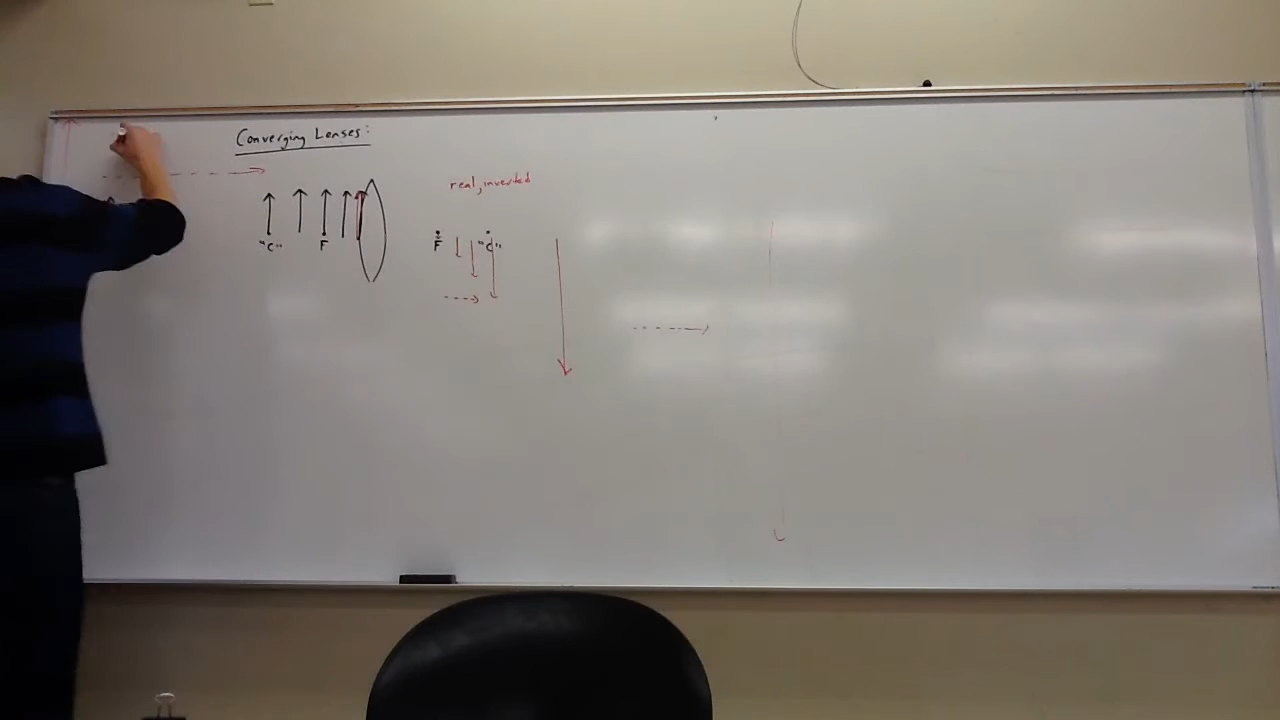 Converging Lenses:
real, inverted
"C" F F "C"